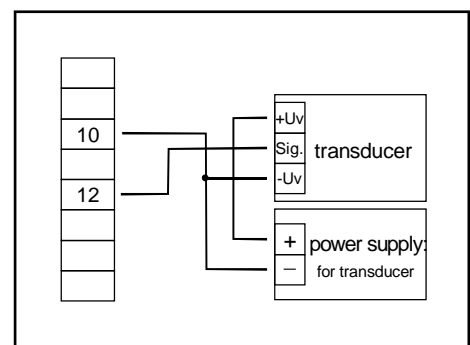 10
12
+Uv
Sig.
-Uv
transducer
+
−
power supply:
for transducer